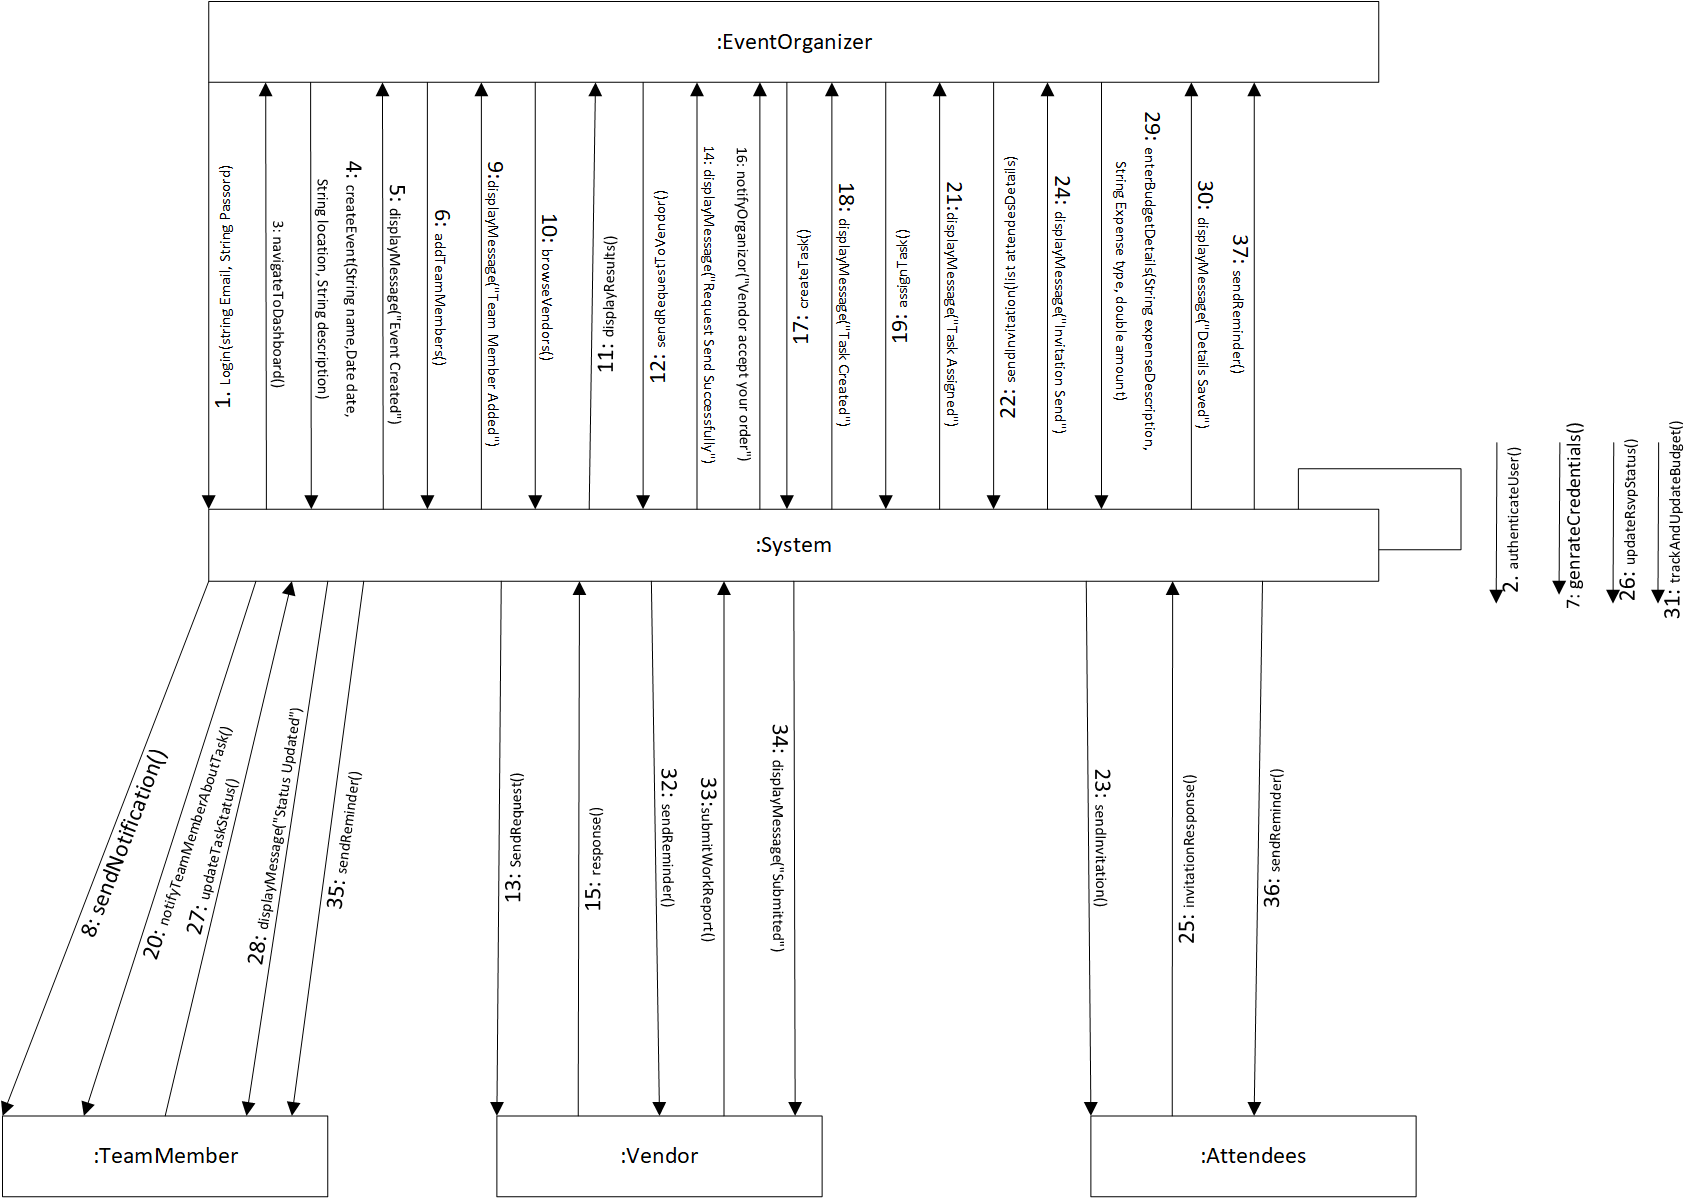 :EventOrganizer
1. Login(string Email, String Pasword)
3: navigateToDashboard()
4: createEvent(String name,Date date,
String location, String description)
5: displayMessage("Event Created")
6: addTeamMembers()
9:displayMessage("Team Member Added")
10: browseVendors()
11: displayResults()
12: sendRequestToVendor()
14: displayMessage("Request Send Successfully")
16: notifyOrganizor("Vendor accept your order")
17: createTask()
18: displayMessage("Task Created")
19: assignTask()
21:displayMessage("Task Assigned")
22: sendInvitation(list attendeesDetails)
24: displayMessage("Invitation Send")
29: enterBudgetDetails(String expenseDescription,
String Expense type, double amount)
30: displayMessage("Details Saved")
37: sendReminder()
2. authenticateUser()
7: genrateCredentials()
26: updateRsvpStatus()
31: trackAndUpdateBudget()
:System
8: sendNotification()
20: notifyTeamMemberAboutTask()
27: updateTaskStatus()
28: displayMessage("Status Updated")
35: sendReminder()
13: SendRequest()
15: response()
32: sendReminder()
33:submitWorkReport()
34: displayMessage("Submitted")
23: sendInvitation()
25: invitationResponse()
36: sendReminder()
:TeamMember
:Vendor
:Attendees